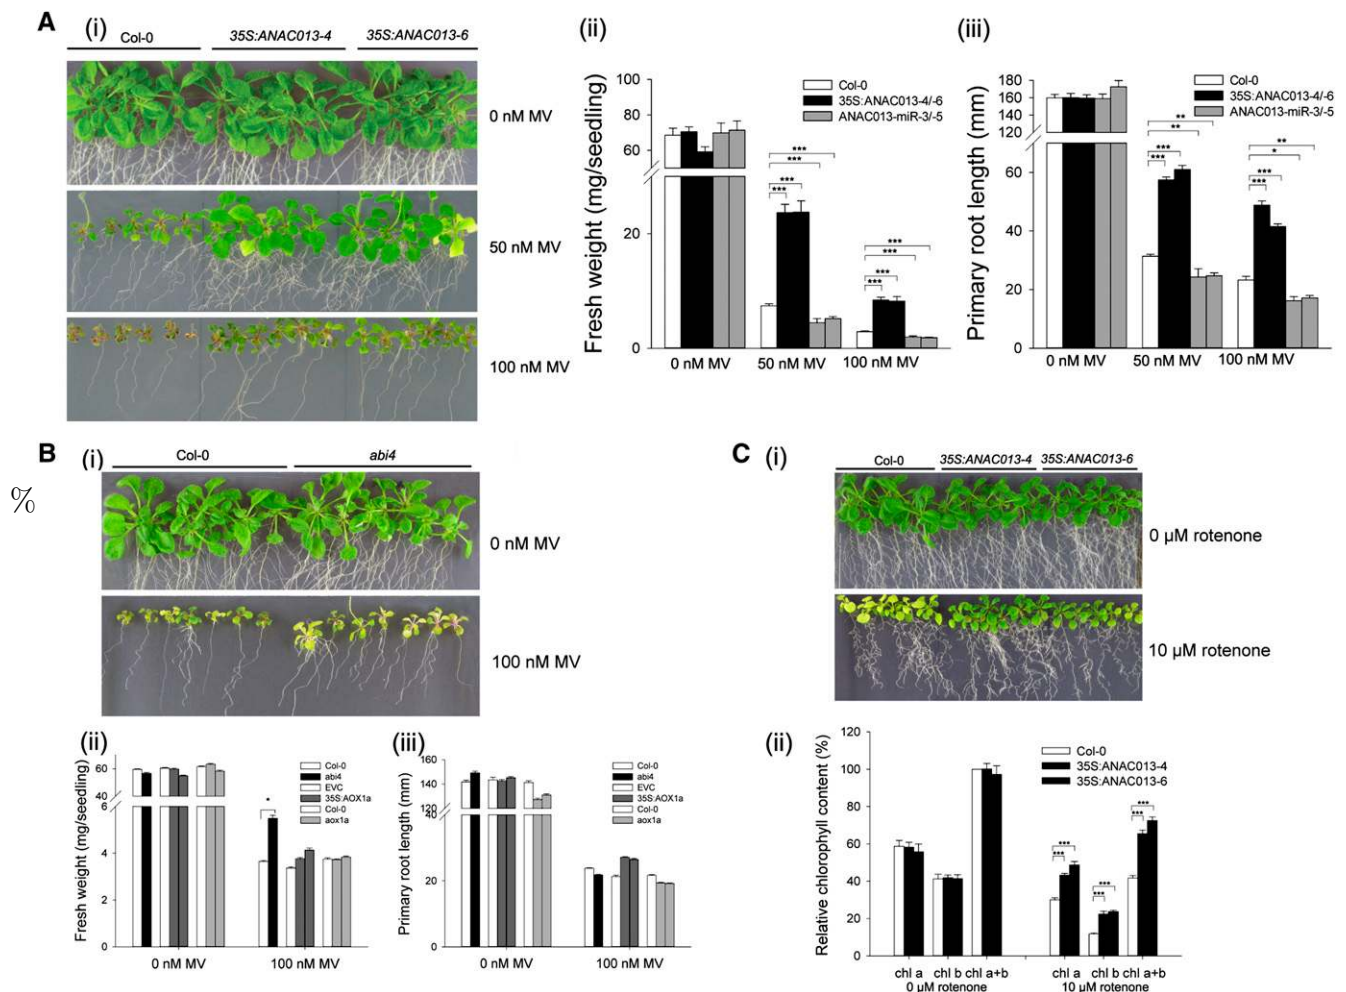 A
(i)
Col-0
35S:ANAC013-4
35S:ANAC013-6
0 nM MV
50 nM MV
100 nM MV
(ii)
Fresh weight (mg/seedling)
100
80
60
20
0
Col-0
35S:ANAC013-4/-6
ANAC013-miR-3/-5
***
***
***
***
***
***
***
***
0 nM MV
50 nM MV
100 nM MV
(iii)
Primary root length (mm)
180
160
140
120
60
40
20
0
Col-0
35S:ANAC013-4/-6
ANAC013-miR-3/-5
**
**
***
***
**
*
***
***
0 nM MV
50 nM MV
100 nM MV
B
(i)
Col-0
abi4
%
0 nM MV
100 nM MV
(ii)
Fresh weight (mg/seedling)
60
40
6
4
2
0
Col-0
abi4
EVC
35S:AOX1a
Col-0
aox1a
*
0 nM MV
100 nM MV
(iii)
Primary root length (mm)
160
140
120
40
20
0
Col-0
abi4
EVC
35S:AOX1a
Col-0
aox1a
0 nM MV
100 nM MV
C
(i)
Col-0
35S:ANAC013-4
35S:ANAC013-6
0 µM rotenone
10 µM rotenone
(ii)
Relative chlorophyll content (%)
120
100
80
60
40
20
0
Col-0
35S:ANAC013-4
35S:ANAC013-6
***
***
***
***
***
***
chl a chl b chl a+b
0 µM rotenone
chl a chl b chl a+b
10 µM rotenone